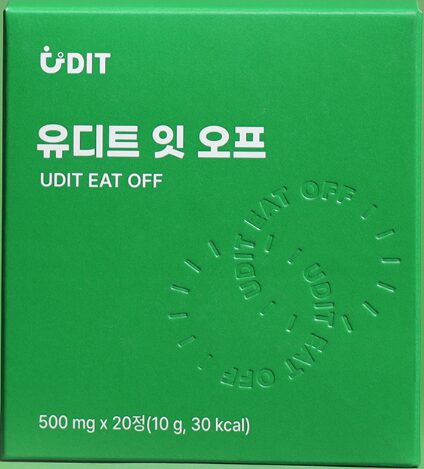 UDIT
유디트 잇 오프
UDIT EAT OFF
UDIT EAT OFF
UDIT EAT OFF
500 mg x 20정(10 g, 30 kcal)